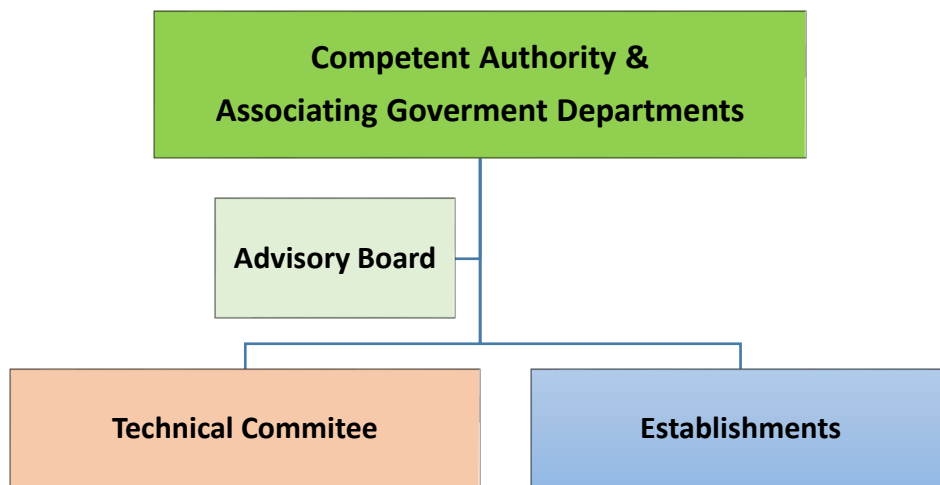 Competent Authority &
Associating Goverment Departments
Advisory Board
Technical Commitee
Establishments